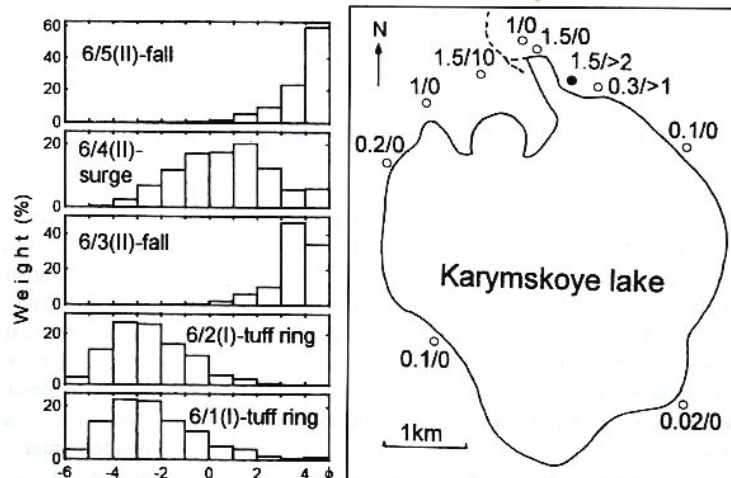 Weight (%)
60
40
20
0
6/5(II)-fall
20
0
6/4(II)-
surge
40
20
0
6/3(II)-fall
20
0
6/2(I)-tuff ring
20
0
6/1(I)-tuff ring
-6 -4 -2 0 2 4 φ
N
1/0
1.5/0
1.5/10
1.5/>2
1/0
0.3/>1
0.2/0
0.1/0
Karymskoye lake
0.1/0
0.02/0
1km